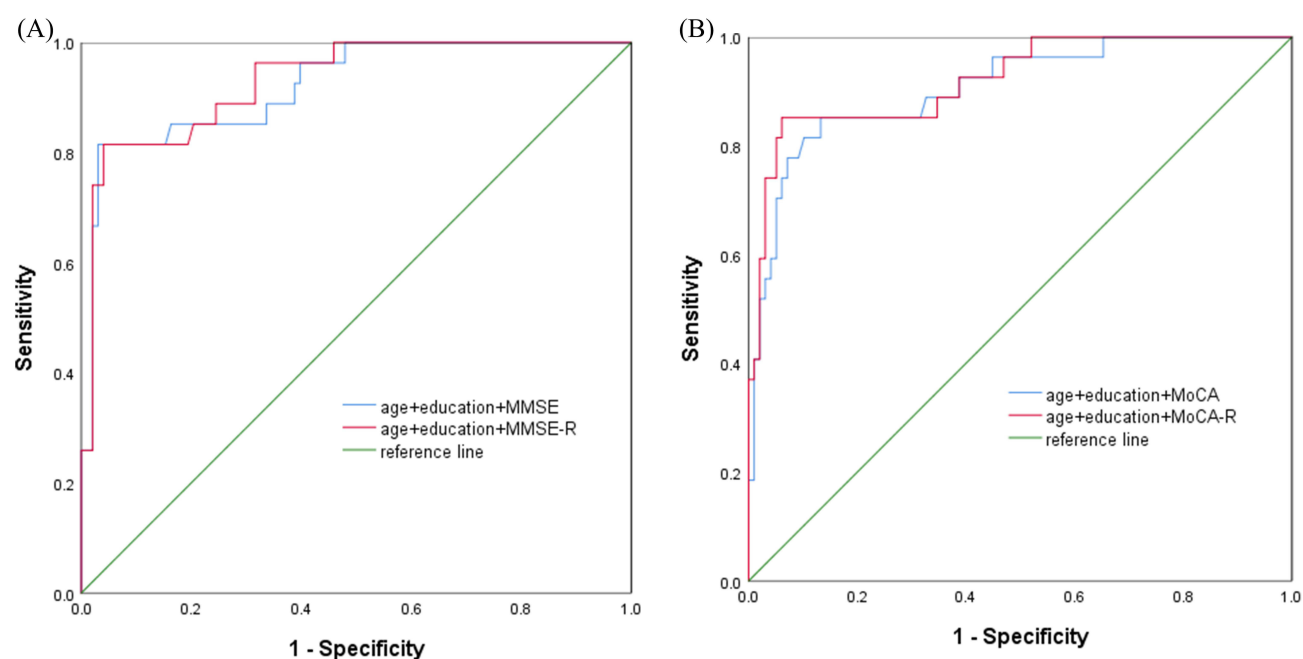 (A)
1.0
0.8
0.6
0.4
0.2
0.0
Sensitivity
age+education+MMSE
age+education+MMSE-R
reference line
0.0 0.2 0.4 0.6 0.8 1.0
1 - Specificity
(B)
1.0
0.8
0.6
0.4
0.2
0.0
Sensitivity
age+education+MoCA
age+education+MoCA-R
reference line
0.0 0.2 0.4 0.6 0.8 1.0
1 - Specificity